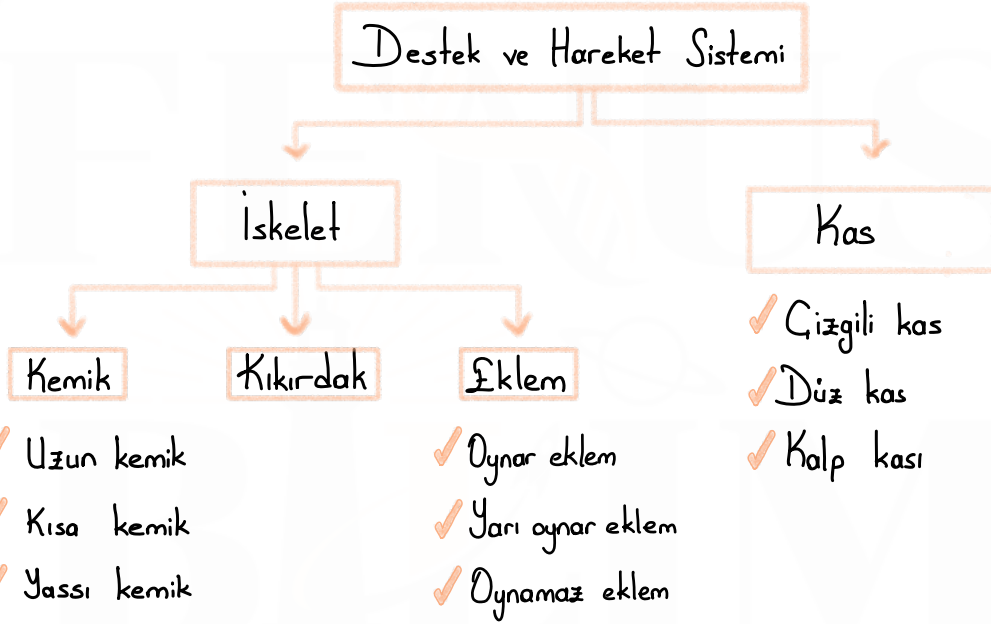 Destek ve Hareket Sistemi
İskelet
Kas
Kemik
Kıkırdak
Eklem
Uzun kemik
Kısa kemik
Yassı kemik
Oynar eklem
Yarı oynar eklem
Oynamaz eklem
Çizgili kas
Düz kas
Kalp kası